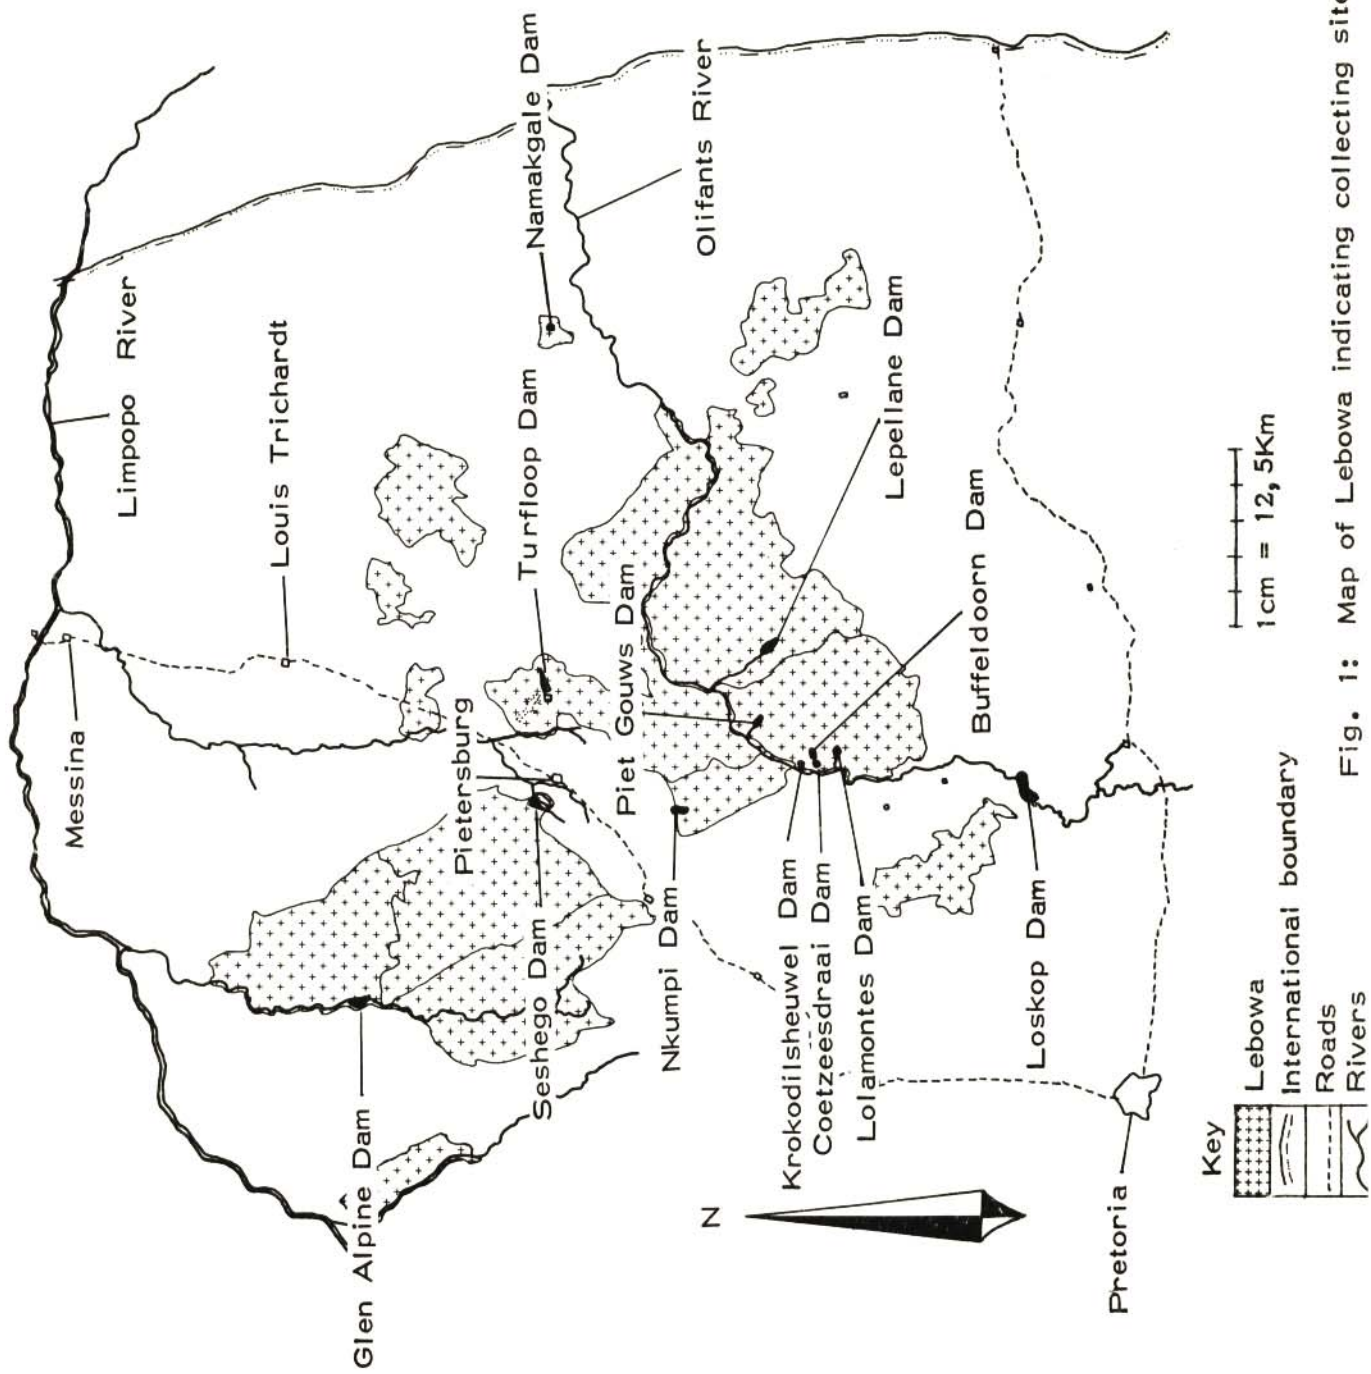 Limpopo River
Messina
Louis Trichardt
Namakgale Dam
Turfloop Dam
Olifants River
Pietersburg
Piet Gouws Dam
Glen Alpine Dam
Seshego Dam
Nkumpi Dam
Lepellane Dam
Krokodilsheuwel Dam
Coetzeesdraai Dam
Lolamontes Dam
Buffeldoorn Dam
Loskop Dam
N
Pretoria
Key
Lebowa
International boundary
Roads
Rivers
1cm = 12,5Km
Fig. 1: Map of Lebowa indicating collecting site